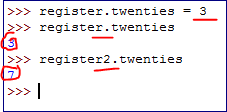 >>> register.twenties = 3
>>> register.twenties
3
>>> register2.twenties
7
>>>